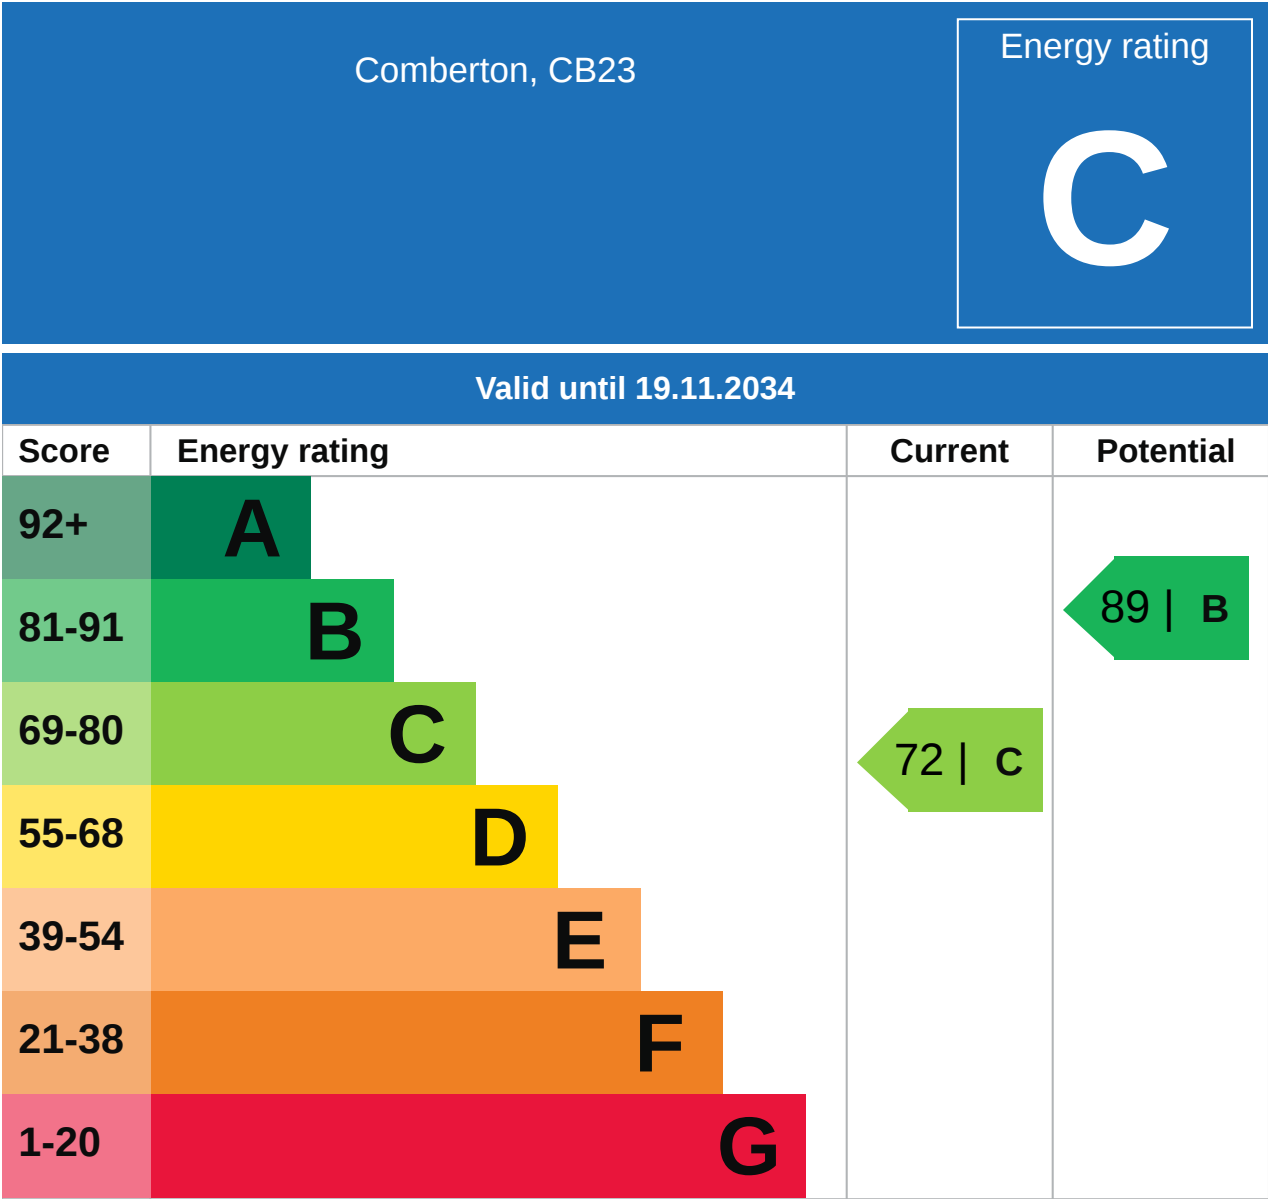 Comberton, CB23
Energy rating
C
Valid until 19.11.2034
Score Energy rating Current Potential
92+ A
81-91 B
89 | B
69-80 C
72 | C
55-68 D
39-54 E
21-38 F
1-20 G